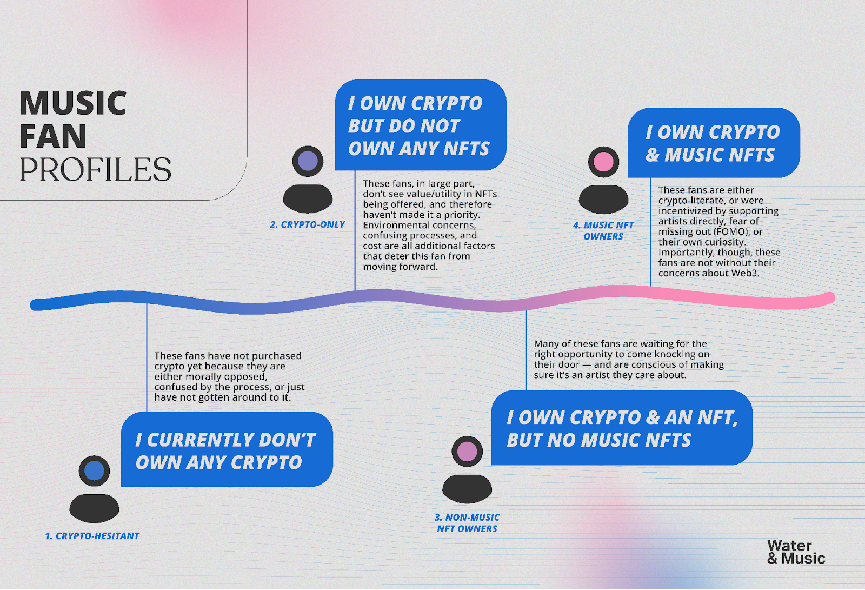 MUSIC
FAN
PROFILES
I OWN CRYPTO
BUT DO NOT
OWN ANY NFTS
2. CRYPTO-ONLY
These fans, in large part,
don't see value/utility in NFTs
being offered, and therefore
haven't made it a priority.
Environmental concerns,
confusing processes, and
cost are all additional factors
that deter this fan from
moving forward.
I OWN CRYPTO
& MUSIC NFTS
4. MUSIC NFT
OWNERS
These fans are either
crypto-literate, or were
incentivized by supporting
artists directly, fear of
missing out (FOMO), or
their own curiosity.
Importantly, though, these
fans are not without their
concerns about Web3.
These fans have not purchased
crypto yet because they are
either morally opposed,
confused by the process, or just
have not gotten around to it.
I CURRENTLY DON'T
OWN ANY CRYPTO
1. CRYPTO-HESITANT
Many of these fans are waiting for the
right opportunity to come knocking on
their door — and are conscious of making
sure it's an artist they care about.
I OWN CRYPTO & AN NFT,
BUT NO MUSIC NFTS
3. NON-MUSIC
NFT OWNERS
Water
& Music